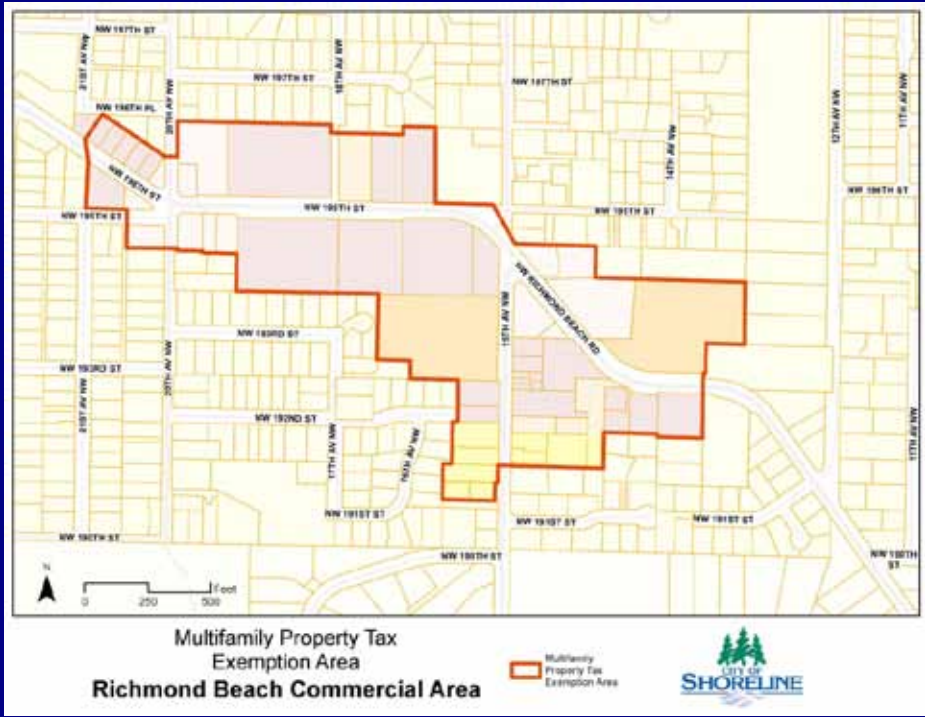 NW 197TH ST
21ST AV NW
20TH AV NW
18TH AV NW
NW 197TH ST
NW 197TH ST
12TH AV NW
11TH AV NW
NW 196TH PL
14TH AV NW
NW 196TH ST
NW 196TH ST
NW 195TH ST
NW 195TH ST
NW 195TH ST
NW RICHMOND BEACH RD
15TH AV NW
NW 193RD ST
NW 193RD ST
20TH AV NW
21ST AV NW
NW 192ND ST
17TH AV NW
16TH AV NW
11TH AV NW
NW 191ST ST
NW 191ST ST
NW 191ST ST
NW 190TH ST
NW 190TH ST
NW 190TH
ST
N
Feet
0 250 500
Multifamily Property Tax
Exemption Area
Richmond Beach Commercial Area
Multifamily
Property Tax
Exemption Area
CITY OF
SHORELINE